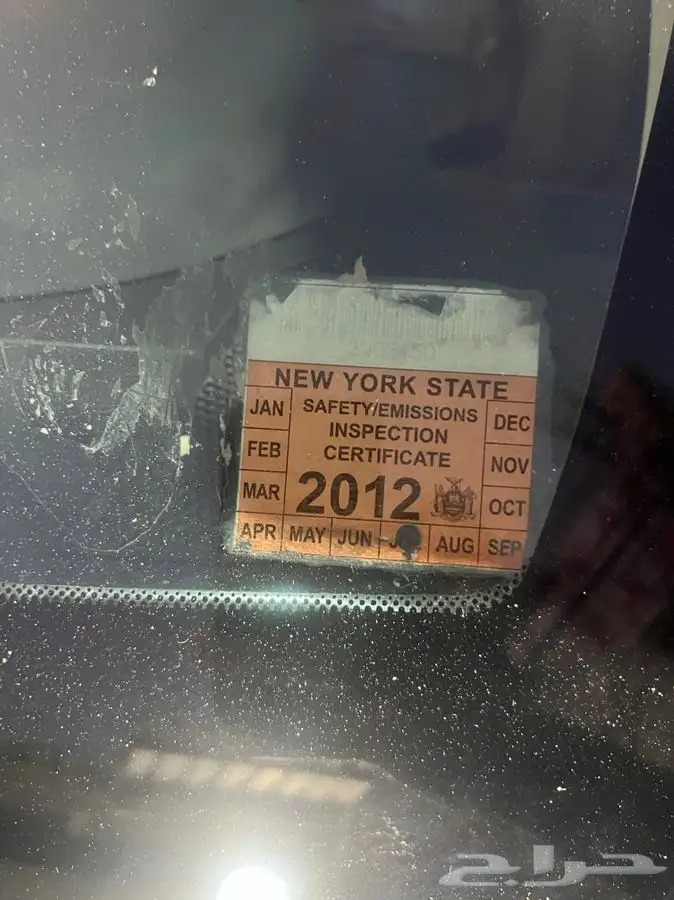 NEW YORK STATE
SAFETY/EMISSIONS
INSPECTION
CERTIFICATE
2012
JAN
FEB
MAR
APR MAY JUN AUG SEP
OCT
NOV
DEC
حراج